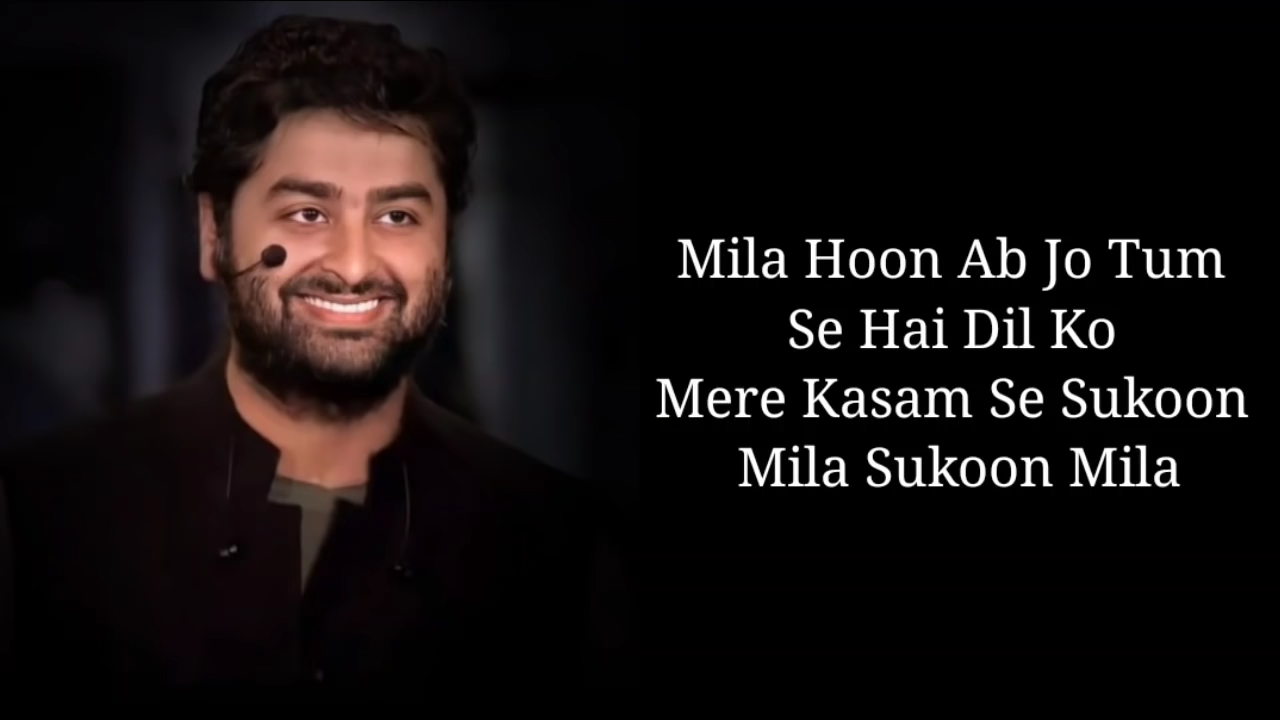 Mila Hoon Ab Jo Tum
Se Hai Dil Ko
Mere Kasam Se Sukoon
Mila Sukoon Mila